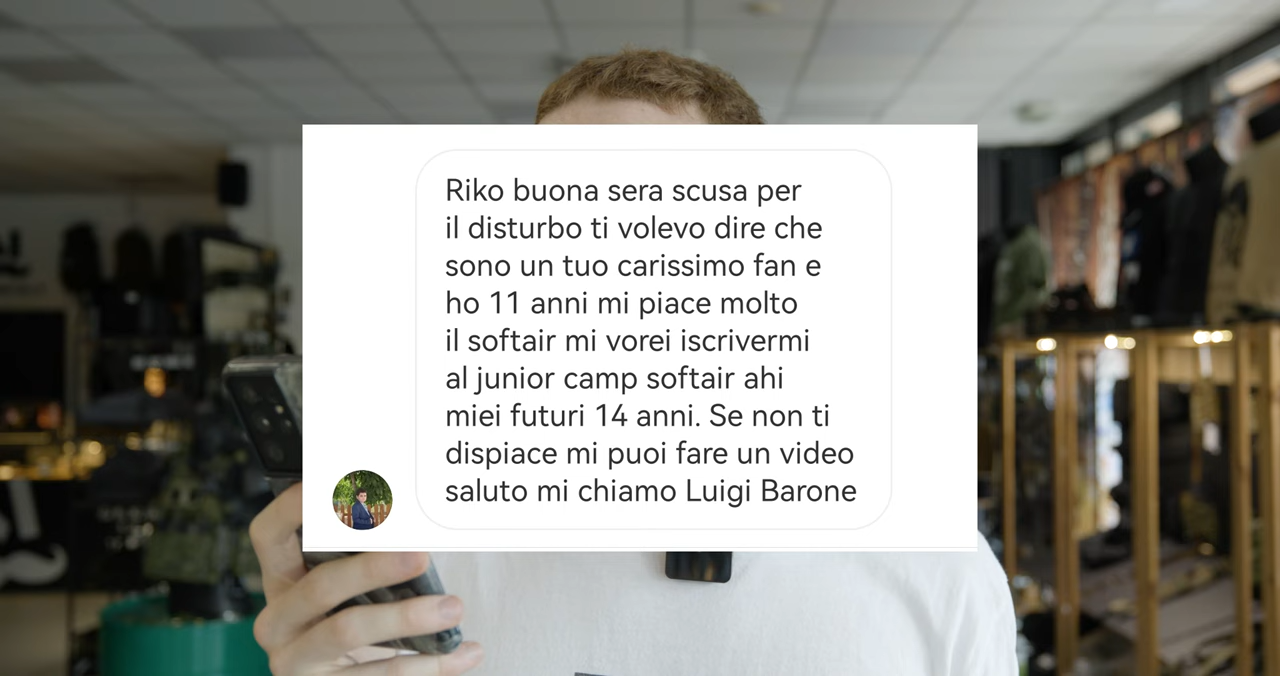 Riko buona sera scusa per
il disturbo ti volevo dire che
sono un tuo carissimo fan e
ho 11 anni mi piace molto
il softair mi vorei iscrivermi
al junior camp softair ahi
miei futuri 14 anni. Se non ti
dispiace mi puoi fare un video
saluto mi chiamo Luigi Barone